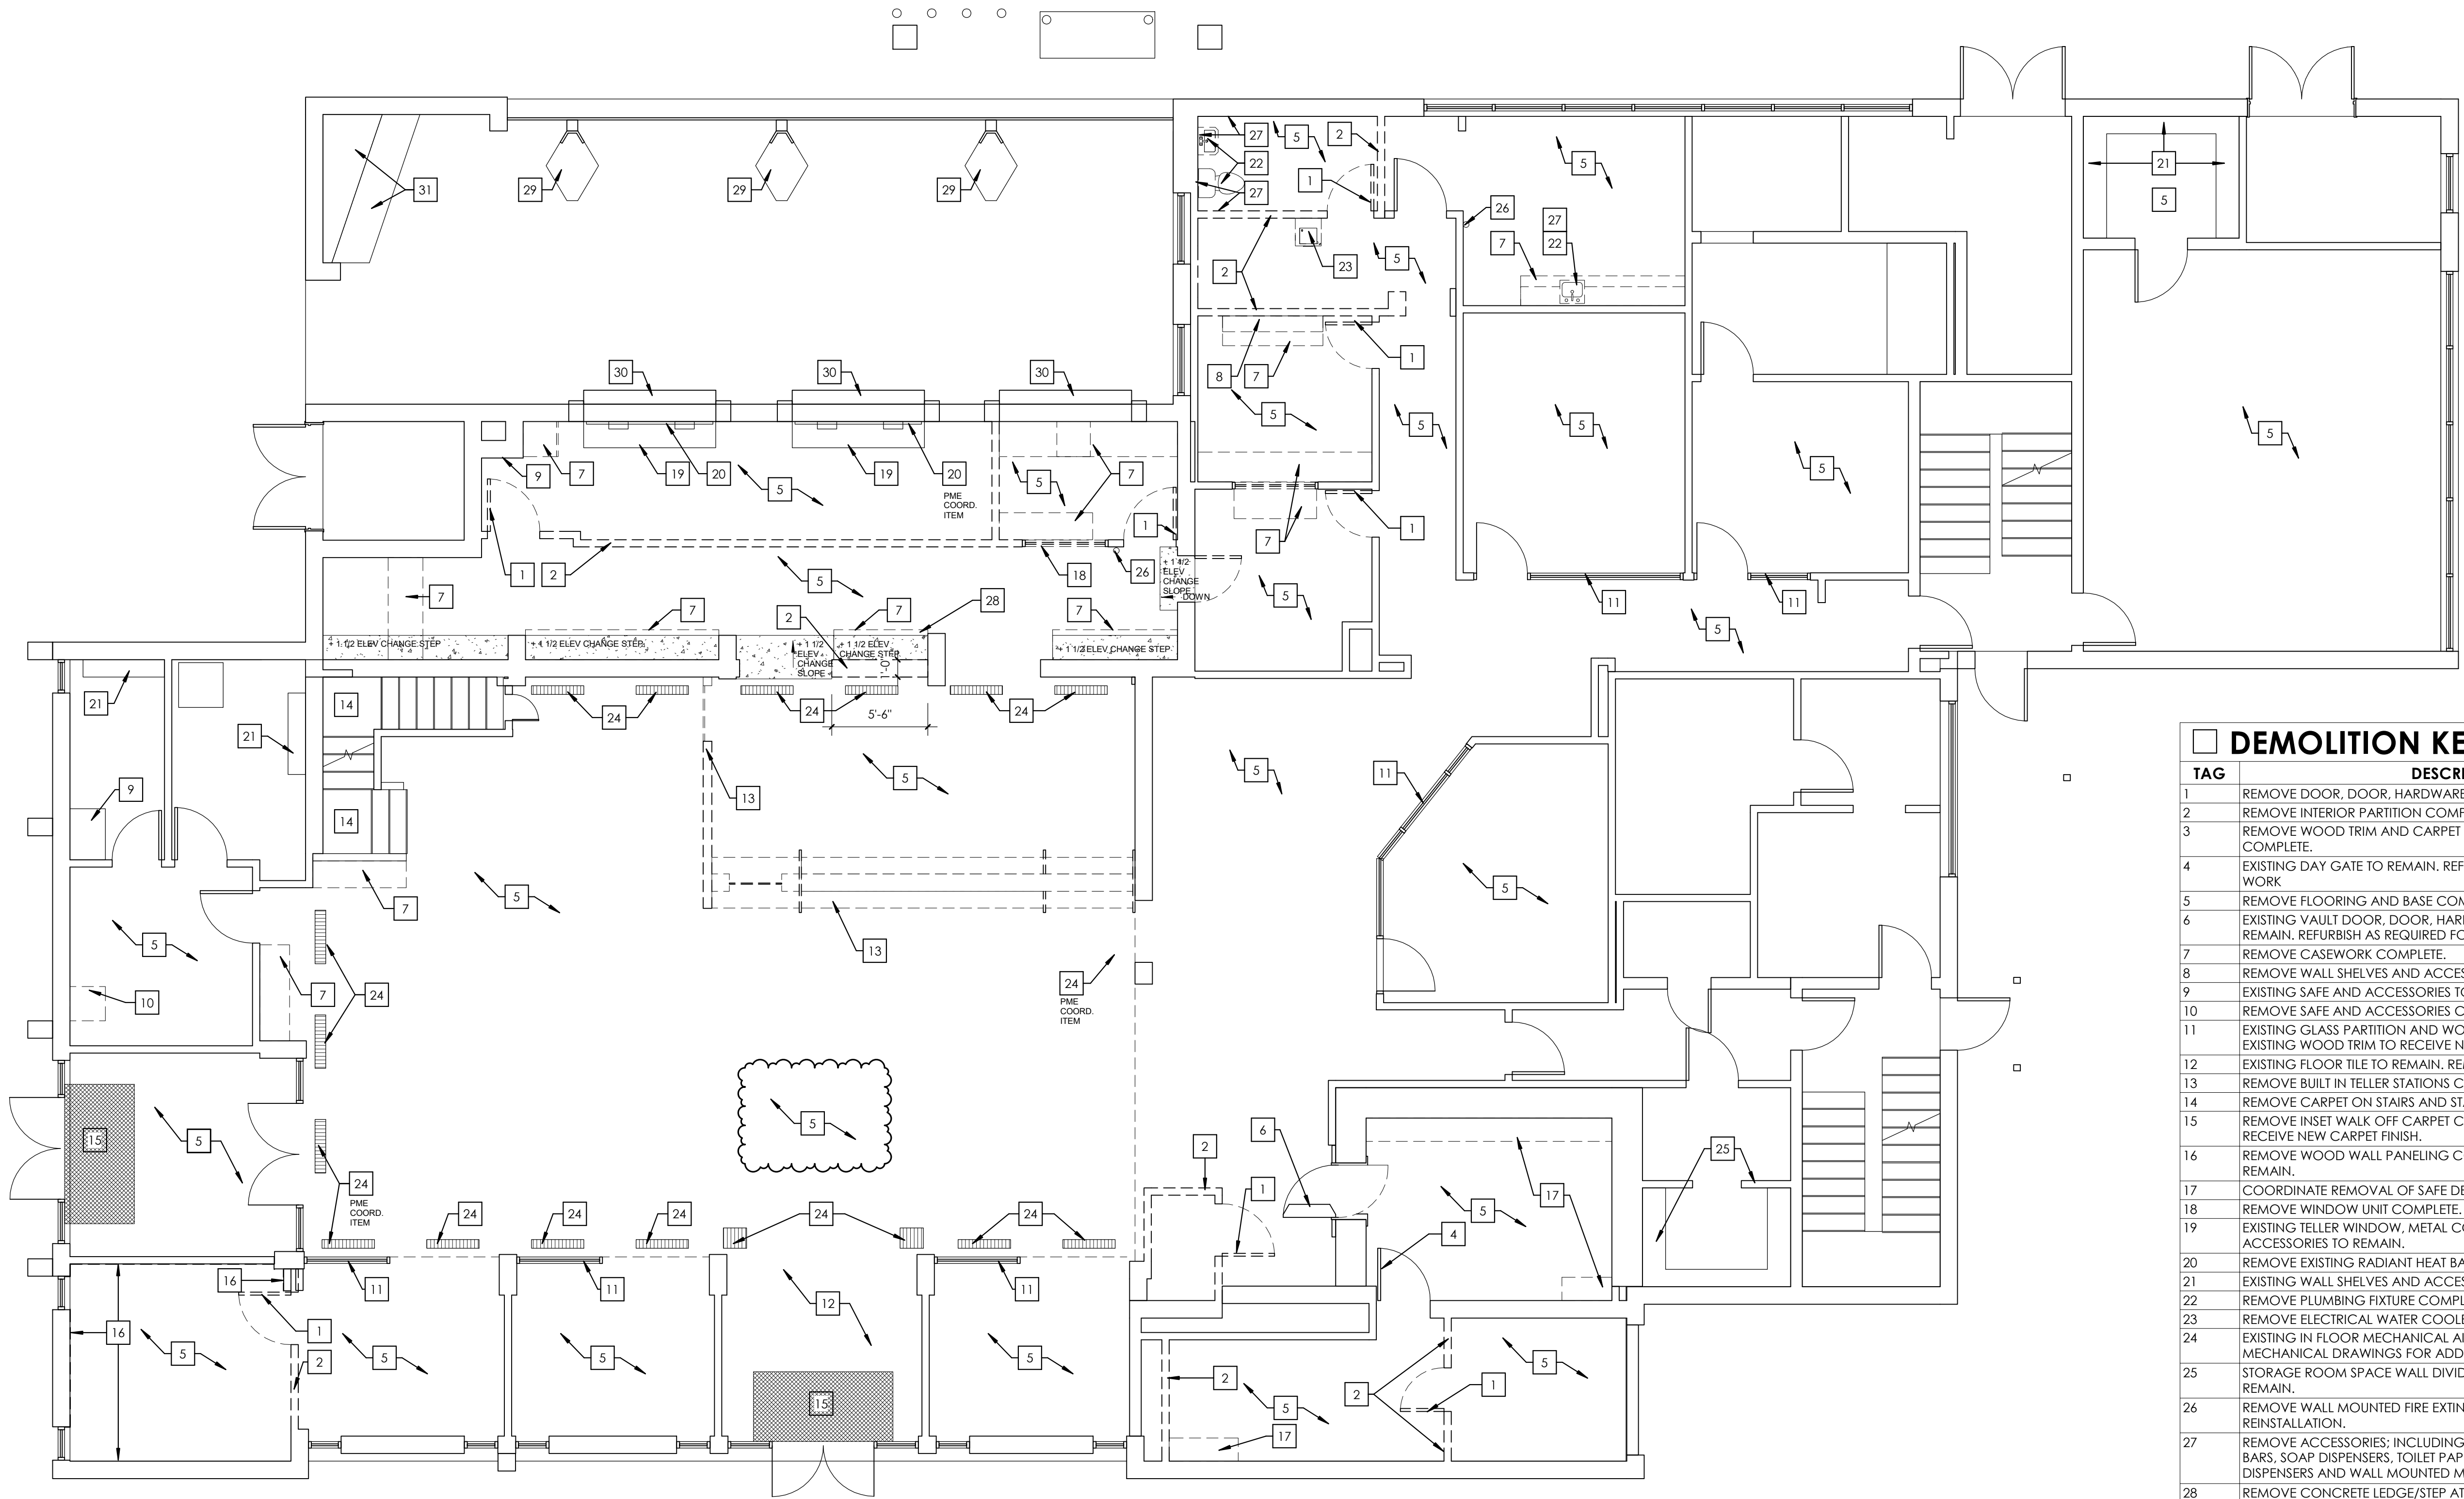 27
5
2
22
27
1
31
29
29
29
5
21
5
26
27
7
22
23
2
5
30
30
30
8
7
1
5
5
5
5
5
9
7
19
20
5
19
20
PME
COORD.
ITEM
5
7
1
7
1
1
2
18
26
5
+ 1 1/2
ELEV
CHANGE
SLOPE
DOWN
5
11
11
5
7
7
2
7
28
7
+ 1 1/2 ELEV CHANGE STEP
+ 1 1/2 ELEV CHANGE STEP
+ 1 1/2
ELEV
CHANGE
SLOPE
+ 1 1/2 ELEV
CHANGE STEP
1'-0"
+ 1 1/2 ELEV CHANGE STEP
21
14
21
24
24
24
5'-6"
9
14
13
5
5
11
7
5
5
13
5
10
7
24
24
PME
COORD.
ITEM
15
5
5
2
6
25
24
PME
COORD.
ITEM
24
24
24
24
1
17
5
4
16
11
11
11
12
16
1
5
5
5
5
2
15
2
5
17
2
1
5
DEMOLITION KE
TAG
DESCRI
1 REMOVE DOOR, DOOR, HARDWARE
2 REMOVE INTERIOR PARTITION COMP
3 REMOVE WOOD TRIM AND CARPET
COMPLETE.
4 EXISTING DAY GATE TO REMAIN. REF
WORK
5 REMOVE FLOORING AND BASE COM
6 EXISTING VAULT DOOR, DOOR, HARD
REMAIN. REFURBISH AS REQUIRED FO
7 REMOVE CASEWORK COMPLETE.
8 REMOVE WALL SHELVES AND ACCES
9 EXISTING SAFE AND ACCESSORIES TO
10 REMOVE SAFE AND ACCESSORIES C
11 EXISTING GLASS PARTITION AND WO
EXISTING WOOD TRIM TO RECEIVE N
12 EXISTING FLOOR TILE TO REMAIN. RE
13 REMOVE BUILT IN TELLER STATIONS C
14 REMOVE CARPET ON STAIRS AND STA
15 REMOVE INSET WALK OFF CARPET C
RECEIVE NEW CARPET FINISH.
16 REMOVE WOOD WALL PANELING C
REMAIN.
17 COORDINATE REMOVAL OF SAFE DE
18 REMOVE WINDOW UNIT COMPLETE.
19 EXISTING TELLER WINDOW, METAL CO
ACCESSORIES TO REMAIN.
20 REMOVE EXISTING RADIANT HEAT BA
21 EXISTING WALL SHELVES AND ACCES
22 REMOVE PLUMBING FIXTURE COMPL
23 REMOVE ELECTRICAL WATER COOLE
24 EXISTING IN FLOOR MECHANICAL AI
MECHANICAL DRAWINGS FOR ADD
25 STORAGE ROOM SPACE WALL DIVID
REMAIN.
26 REMOVE WALL MOUNTED FIRE EXTIN
REINSTALLATION.
27 REMOVE ACCESSORIES; INCLUDING
BARS, SOAP DISPENSERS, TOILET PAP
DISPENSERS AND WALL MOUNTED M
28 REMOVE CONCRETE LEDGE/STEP AT